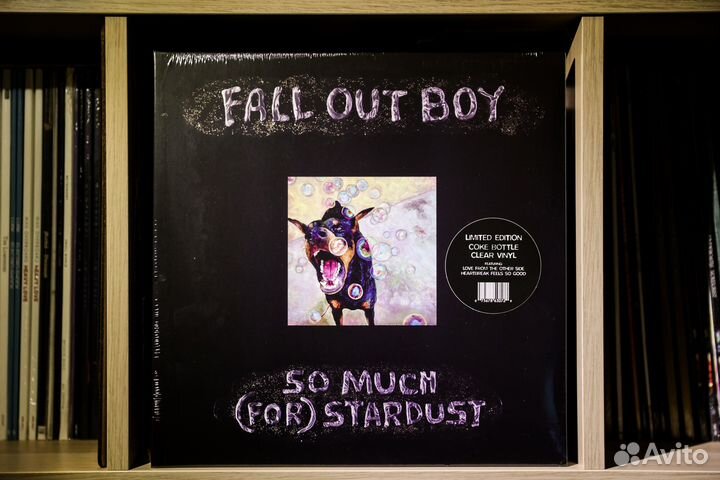 FALL OUT BOY
LIMITED EDITION
COKE BOTTLE
CLEAR VINYL
FEATURING
LOVE FROM THE OTHER SIDE
HEARTBREAK FEELS SO GOOD
SO MUCH
(FOR) STARDUST
Avito